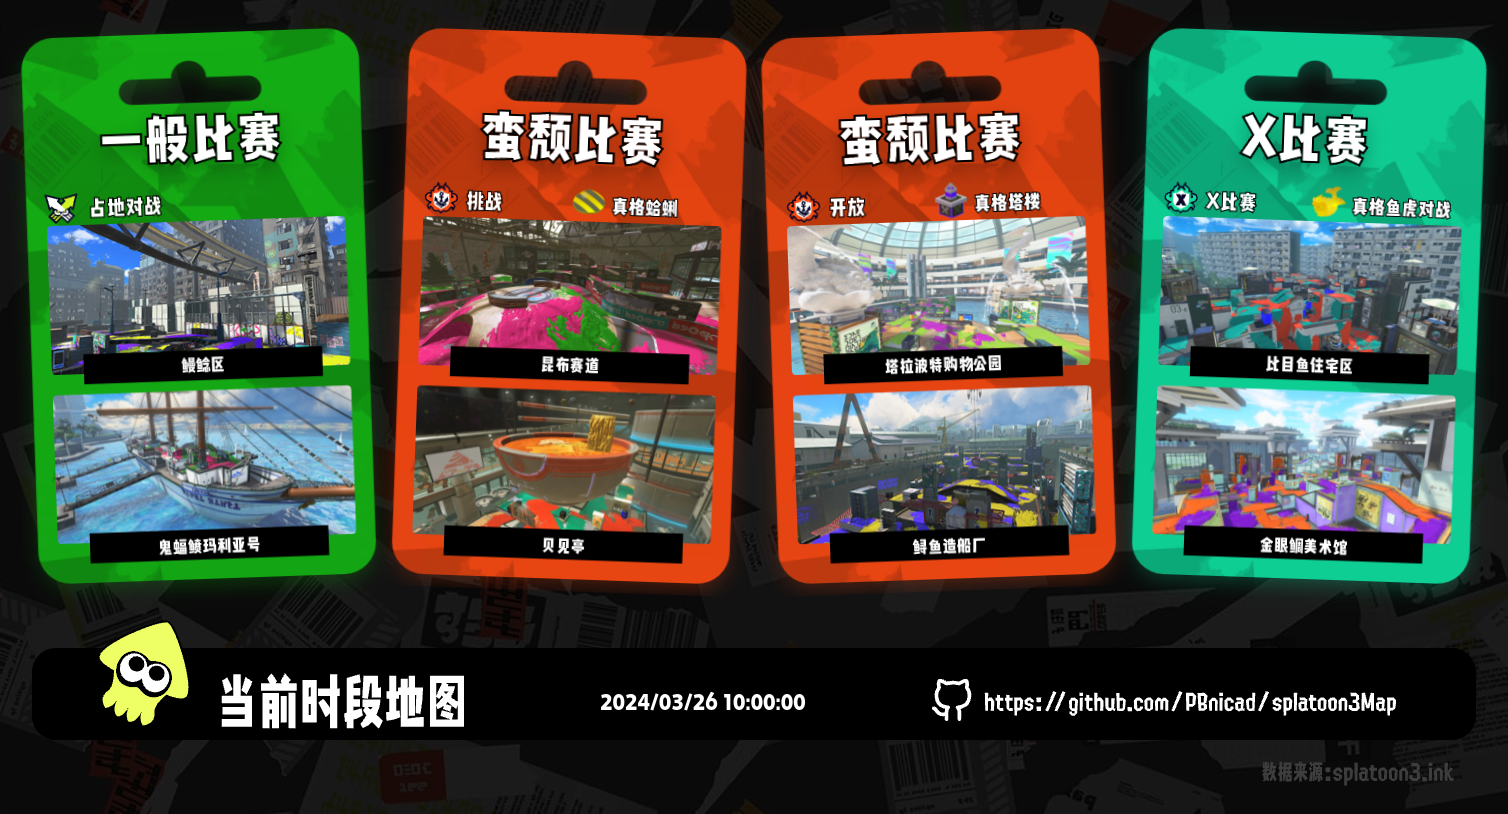 一般比赛
占地对战
鳗鲶区
鬼蝠鲼玛利亚号
蛮颓比赛
挑战
真格蛤蜊
昆布赛道
贝见亭
蛮颓比赛
开放
真格塔楼
塔拉波特购物公园
鲟鱼造船厂
X比赛
X比赛
真格鱼虎对战
比目鱼住宅区
金眼鲷美术馆
当前时段地图
2024/03/26 10:00:00
https://github.com/PBnicad/splatoon3Map
数据来源:splatoon3.ink